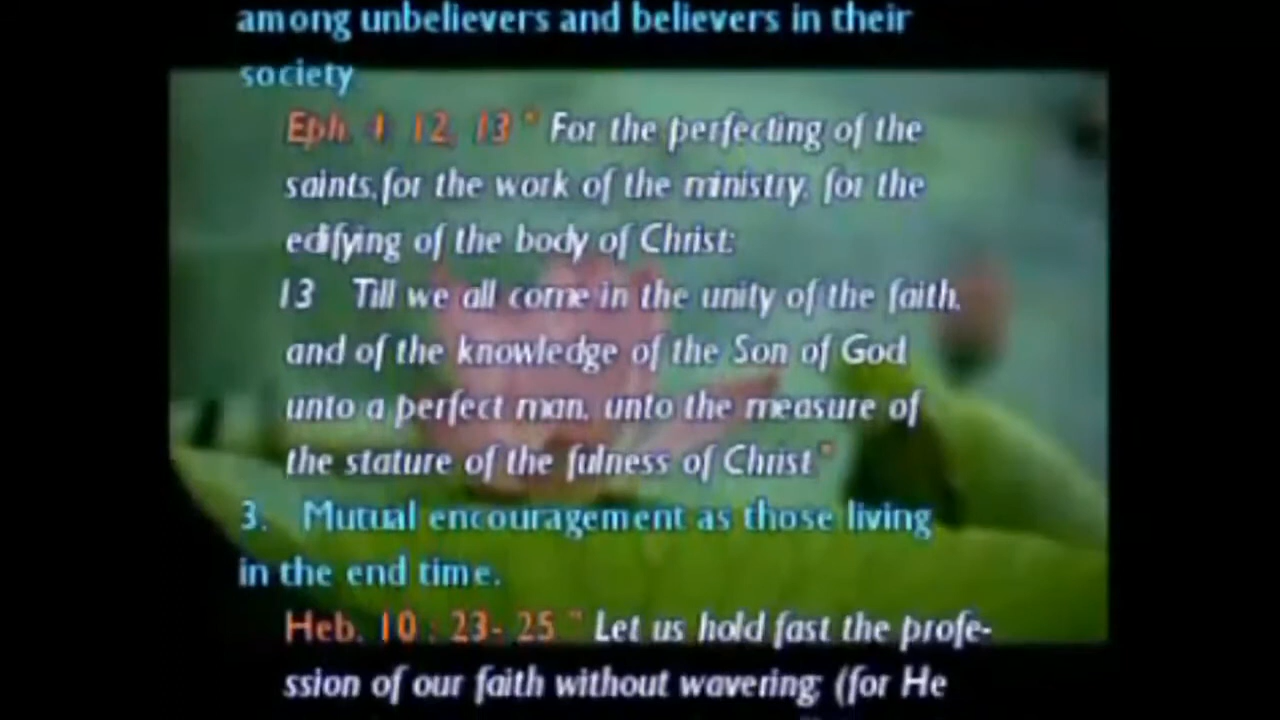 among unbelievers and believers in their
society
Eph. 4: 12, 13 " For the perfecting of the
saints,for the work of the ministry, for the
edifying of the body of Christ:
13 Till we all come in the unity of the faith,
and of the knowledge of the Son of God,
unto a perfect man, unto the measure of
the stature of the fulness of Christ "
3. Mutual encouragement as those living
in the end time.
Heb. 10 : 23- 25 " Let us hold fast the profe-
ssion of our faith without wavering; (for He